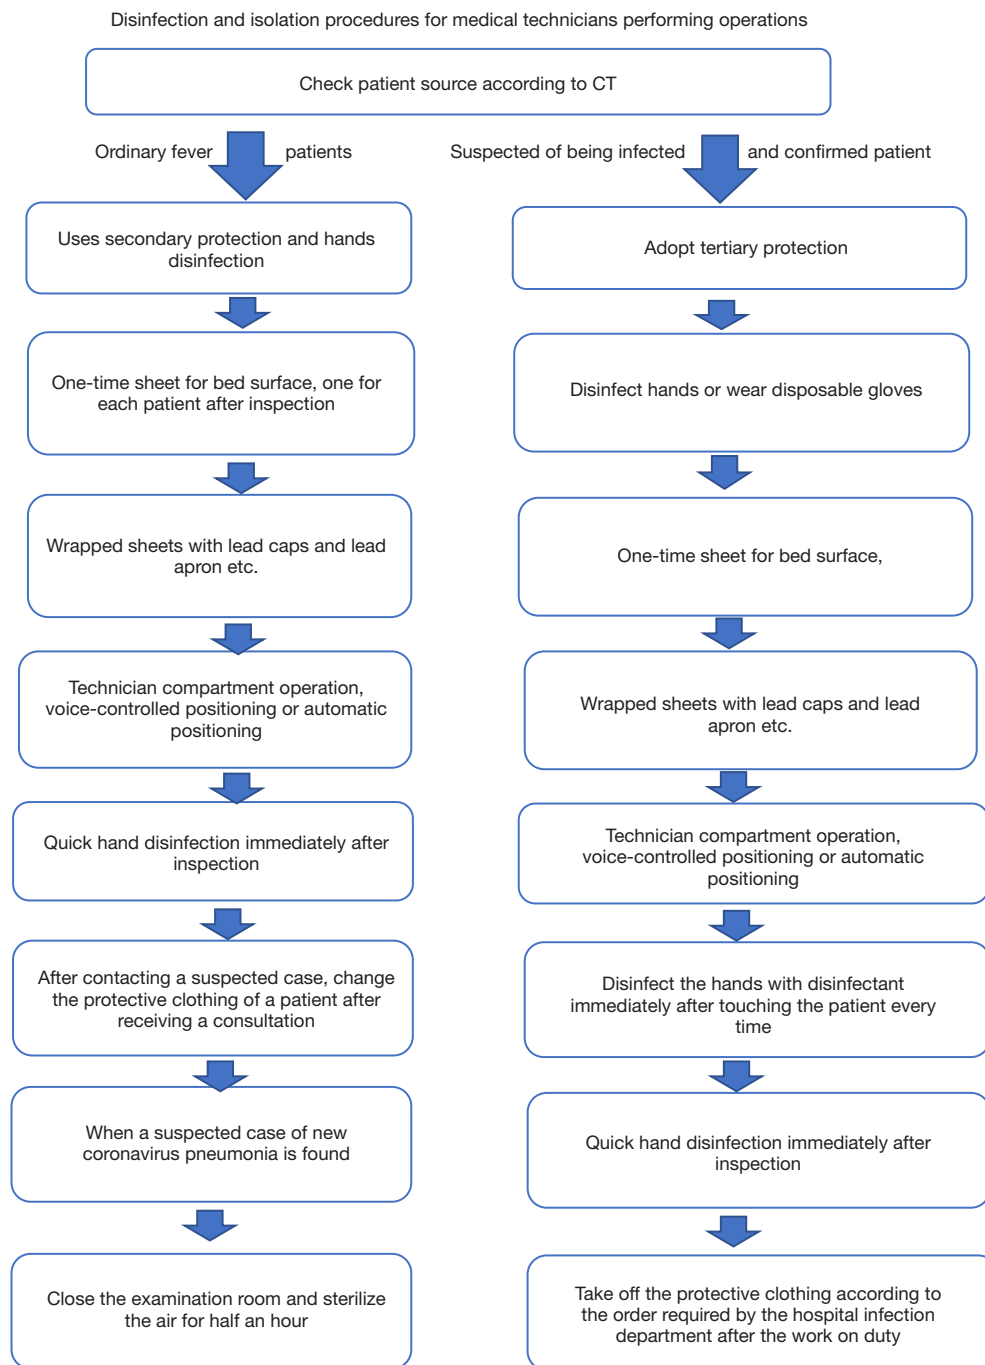 Disinfection and isolation procedures for medical technicians performing operations
Check patient source according to CT
Ordinary fever patients
Suspected of being infected and confirmed patient
Uses secondary protection and hands
disinfection
One-time sheet for bed surface, one for
each patient after inspection
Wrapped sheets with lead caps and lead
apron etc.
Technician compartment operation,
voice-controlled positioning or automatic
positioning
Quick hand disinfection immediately after
inspection
After contacting a suspected case, change
the protective clothing of a patient after
receiving a consultation
When a suspected case of new
coronavirus pneumonia is found
Close the examination room and sterilize
the air for half an hour
Adopt tertiary protection
Disinfect hands or wear disposable gloves
One-time sheet for bed surface,
Wrapped sheets with lead caps and lead
apron etc.
Technician compartment operation,
voice-controlled positioning or automatic
positioning
Disinfect the hands with disinfectant
immediately after touching the patient every
time
Quick hand disinfection immediately after
inspection
Take off the protective clothing according to
the order required by the hospital infection
department after the work on duty